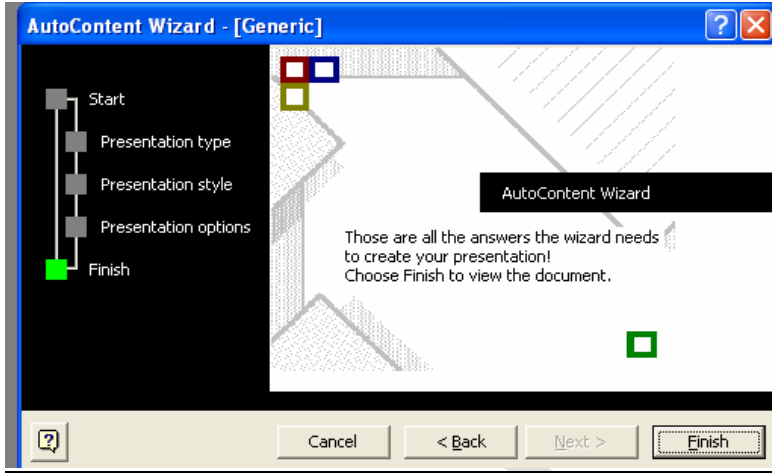 AutoContent Wizard - [Generic]
Start
Presentation type
Presentation style
Presentation options
Finish
AutoContent Wizard
Those are all the answers the wizard needs
to create your presentation!
Choose Finish to view the document.
Cancel
< Back
Next >
Finish